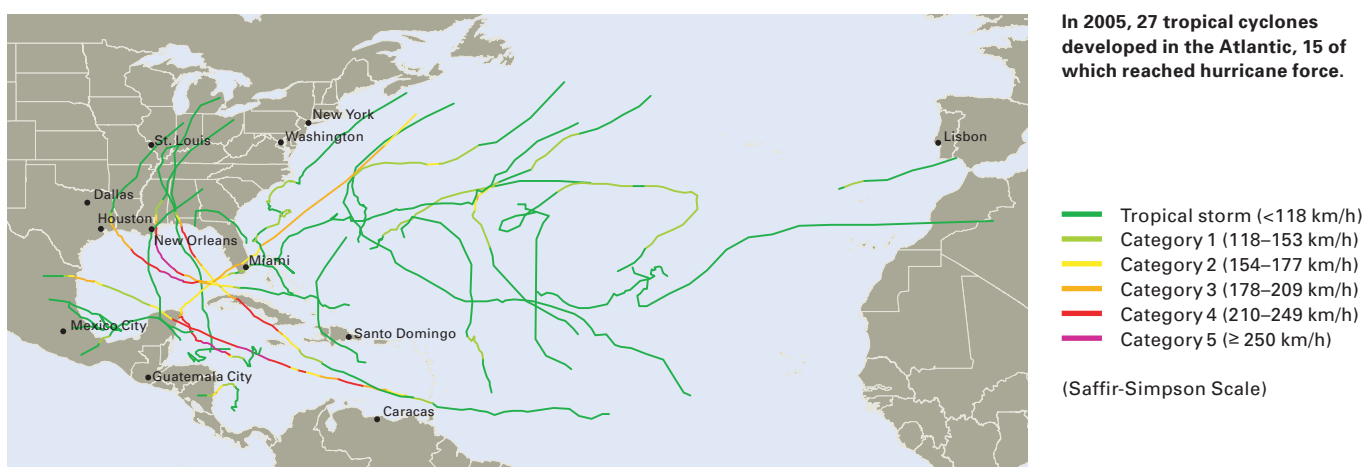 In 2005, 27 tropical cyclones
developed in the Atlantic, 15 of
which reached hurricane force.
New York
Washington
St. Louis
Lisbon
Dallas
Houston
New Orleans
Miami
Mexico City
Santo Domingo
Guatemala City
Caracas
Tropical storm (<118 km/h)
Category 1 (118–153 km/h)
Category 2 (154–177 km/h)
Category 3 (178–209 km/h)
Category 4 (210–249 km/h)
Category 5 (≥ 250 km/h)
(Saffir-Simpson Scale)